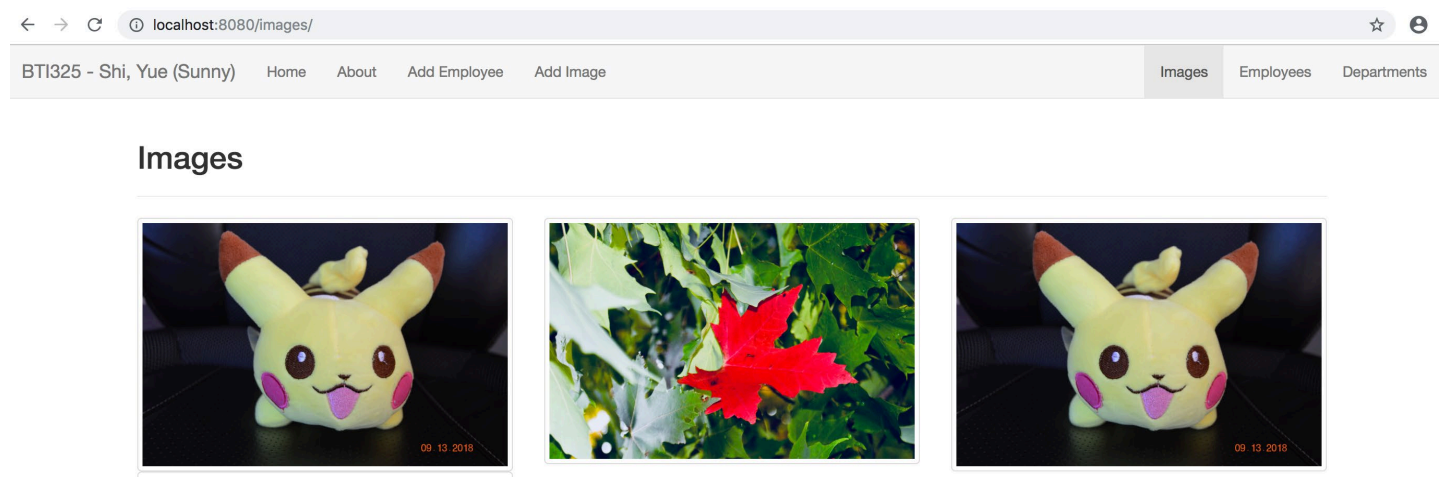 localhost:8080/images/
BTI325 - Shi, Yue (Sunny) Home About Add Employee Add Image Images Employees Departments
Images
09 13 2018
09 13 2018